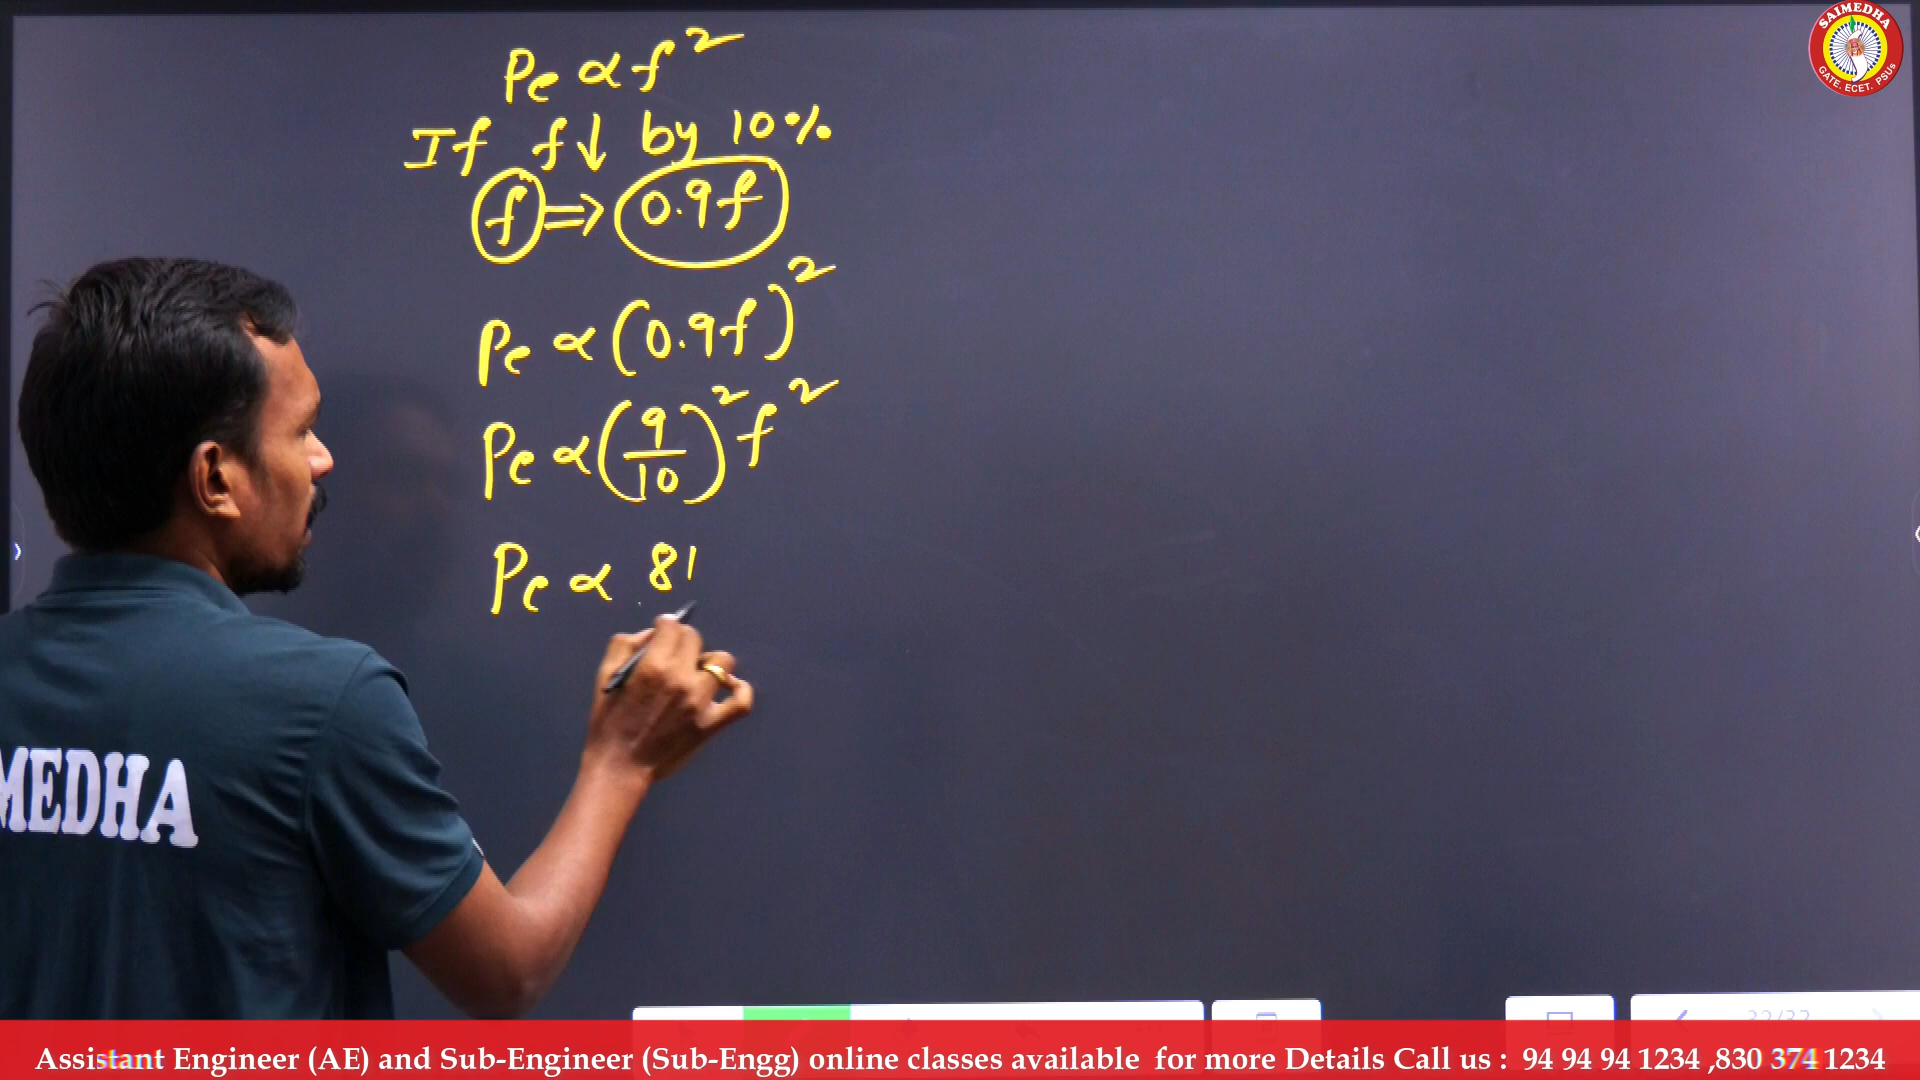 Pe ∝ f²
If f↓ by 10%
f ⇒ 0.9f
Pe ∝ (0.9f)²
Pe ∝ (9/10)² f²
Pe ∝ 81
SAIMEDHA
GATE. ECET. PSUs
MEDHA
32/32
Assistant Engineer (AE) and Sub-Engineer (Sub-Engg) online classes available for more Details Call us : 94 94 94 1234 ,830 374 1234